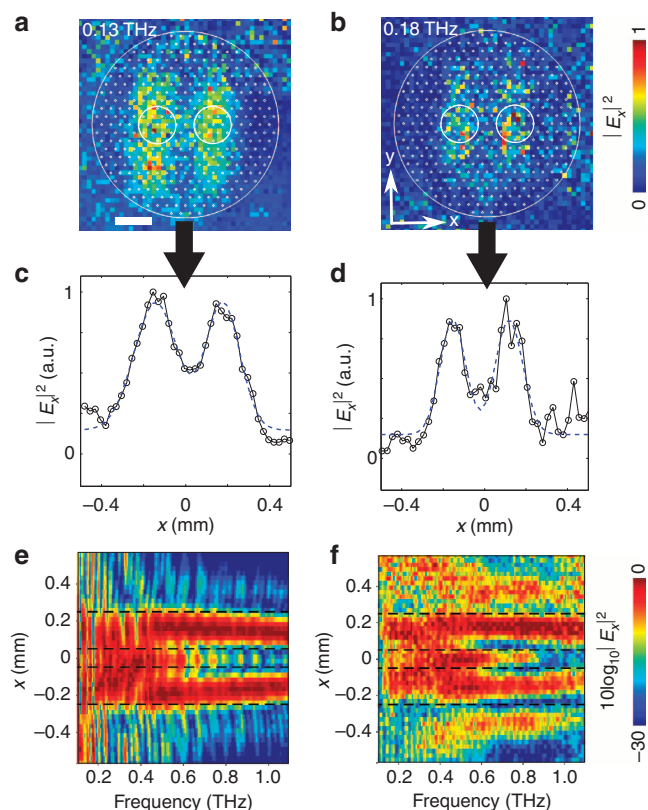 a
0.13 THz
b
0.18 THz
y
x
1
|Ex|²
0
c
1
|Ex|² (a.u.)
0
−0.4 0 0.4
x (mm)
d
1
|Ex|² (a.u.)
0
−0.4 0 0.4
x (mm)
e
0.4
0.2
0
−0.2
−0.4
x (mm)
0.2 0.4 0.6 0.8 1.0
Frequency (THz)
f
0.4
0.2
0
−0.2
−0.4
x (mm)
0.2 0.4 0.6 0.8 1.0
Frequency (THz)
0
10log₁₀|Ex|²
−30